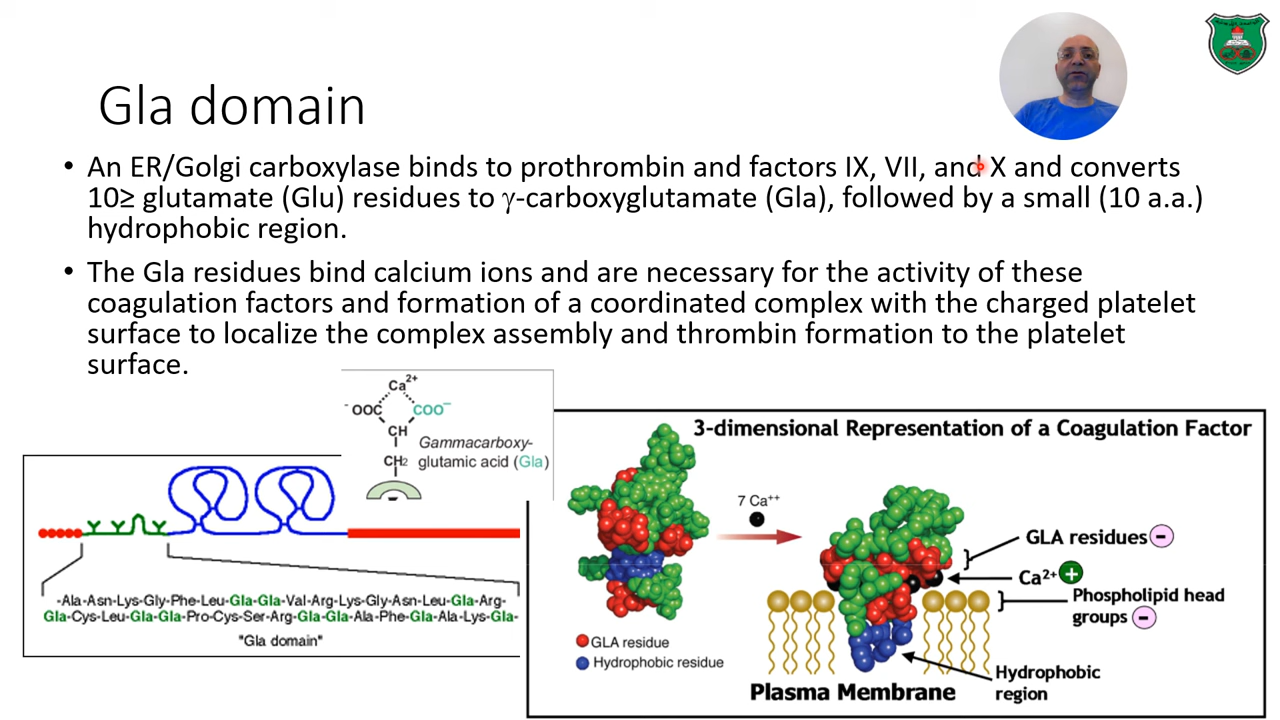 Gla domain
• An ER/Golgi carboxylase binds to prothrombin and factors IX, VII, and X and converts
10≥ glutamate (Glu) residues to γ-carboxyglutamate (Gla), followed by a small (10 a.a.)
hydrophobic region.
• The Gla residues bind calcium ions and are necessary for the activity of these
coagulation factors and formation of a coordinated complex with the charged platelet
surface to localize the complex assembly and thrombin formation to the platelet
surface.
Ca²⁺
⁻OOC COO⁻
CH
CH₂
Gammacarboxy-
glutamic acid (Gla)
-Ala-Asn-Lys-Gly-Phe-Leu-Gla-Gla-Val-Arg-Lys-Gly-Asn-Leu-Gla-Arg-
Gla-Cys-Leu-Gla-Gla-Pro-Cys-Ser-Arg-Gla-Gla-Ala-Phe-Gla-Ala-Lys-Gla-
"Gla domain"
3-dimensional Representation of a Coagulation Factor
7 Ca⁺⁺
GLA residues −
Ca²⁺ +
Phospholipid head
groups −
GLA residue
Hydrophobic residue
Hydrophobic
region
Plasma Membrane